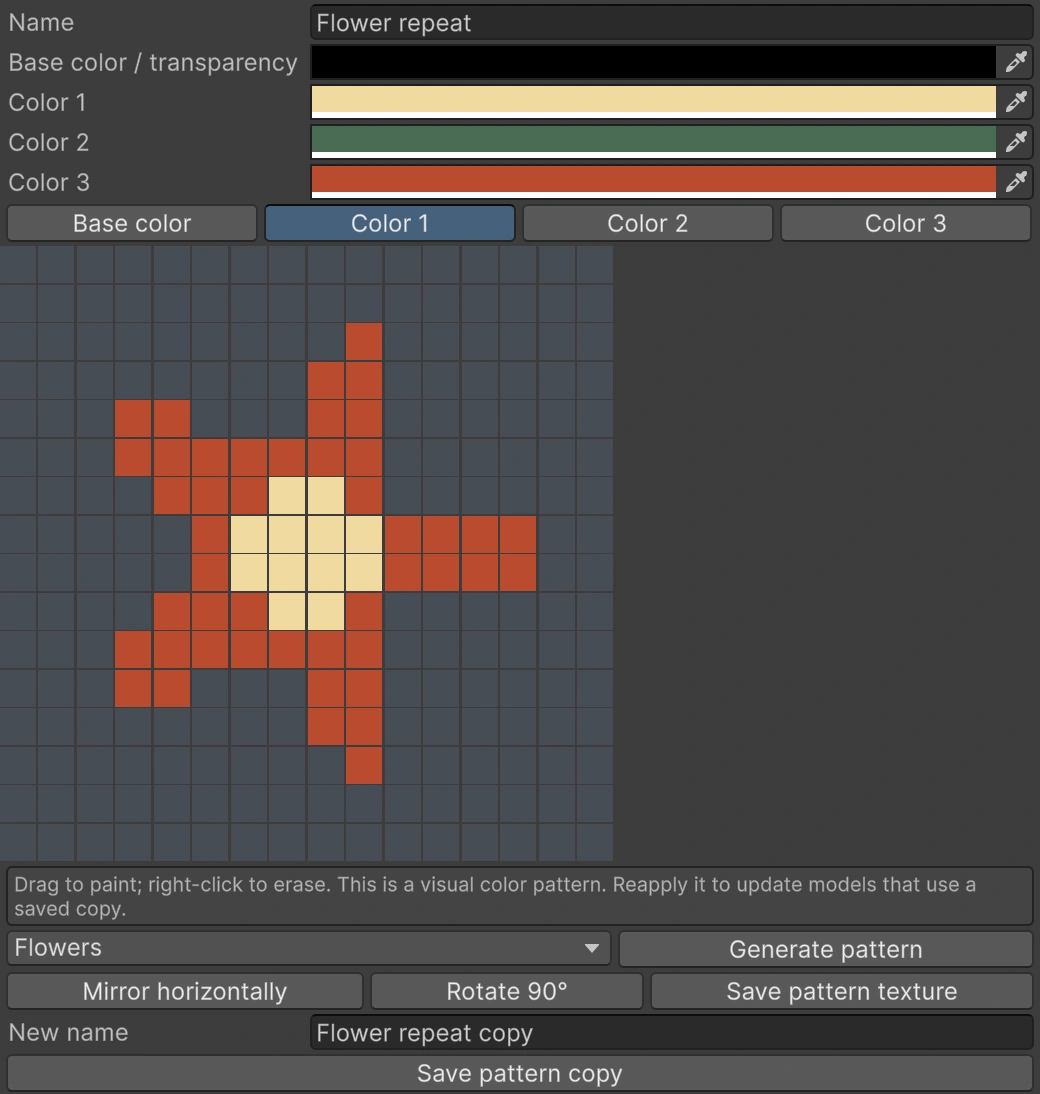 Name
Flower repeat
Base color / transparency
Color 1
Color 2
Color 3
Base color
Color 1
Color 2
Color 3
Drag to paint; right-click to erase. This is a visual color pattern. Reapply it to update models that use a
saved copy.
Flowers
Generate pattern
Mirror horizontally
Rotate 90°
Save pattern texture
New name
Flower repeat copy
Save pattern copy